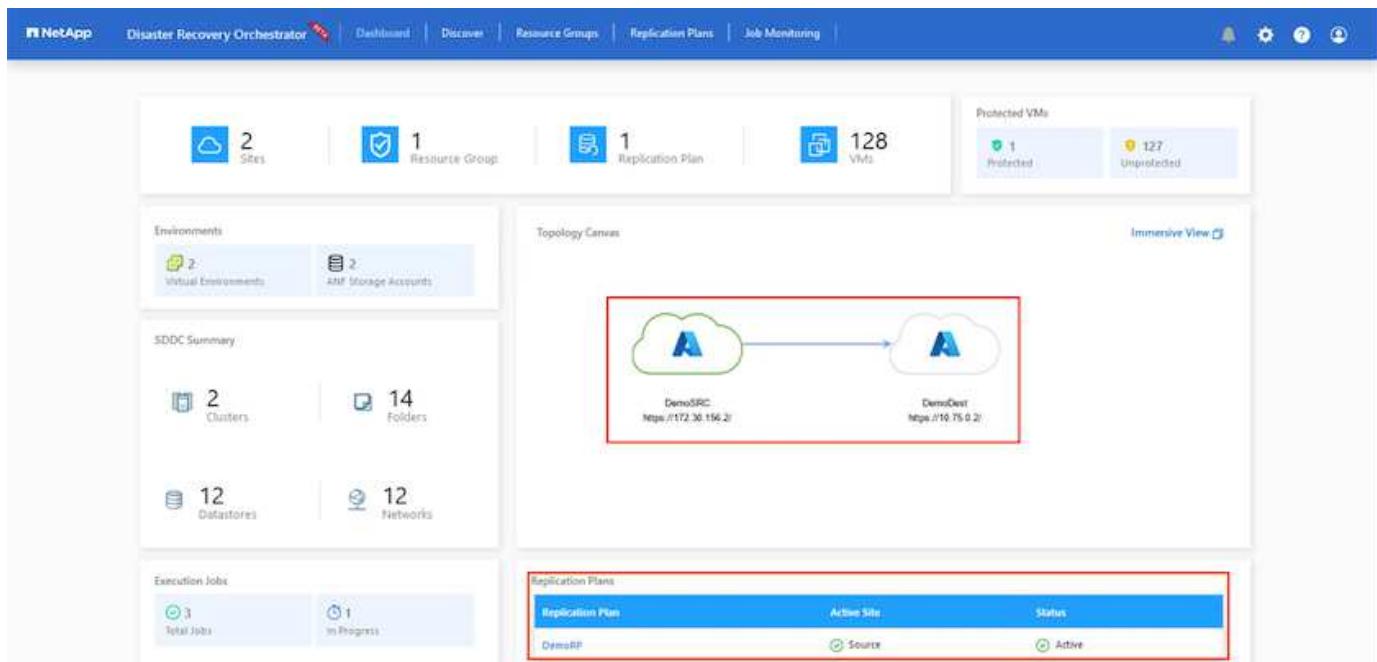 NetApp Disaster Recovery Orchestrator Dashboard Discover Resource Groups Replication Plans Job Monitoring
2
Sites
1
Resource Group
1
Replication Plan
128
VMs
Protected VMs
1
Protected
127
Unprotected
Environments
2
Virtual Environments
2
ANF Storage Accounts
Topology Canvas
Immersive View
DemoSRC
https://172.30.156.2/
DemoDest
https://10.75.0.2/
SDDC Summary
2
Clusters
14
Folders
12
Datastores
12
Networks
Execution Jobs
3
Total Jobs
1
In Progress
Replication Plans
Replication Plan Active Site Status
DemoRP Source Active